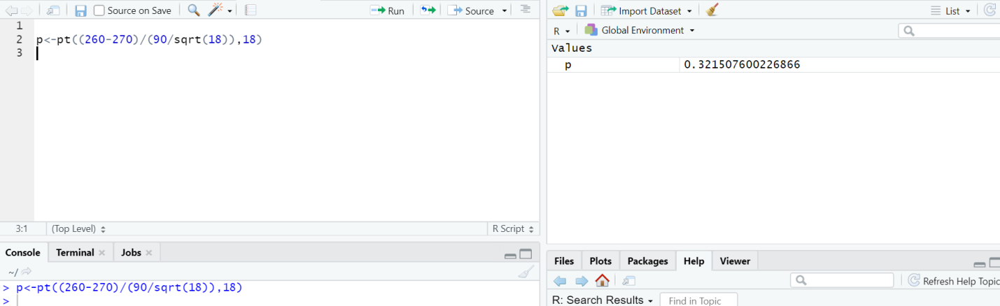 Source on Save
Run
Source
1
2 p<-pt((260-270)/(90/sqrt(18)),18)
3
3:1 (Top Level) R Script
Console Terminal Jobs
~/
> p<-pt((260-270)/(90/sqrt(18)),18)
>
Import Dataset List
R Global Environment
Values
p 0.321507600226866
Files Plots Packages Help Viewer
Refresh Help Topic
R: Search Results Find in Topic